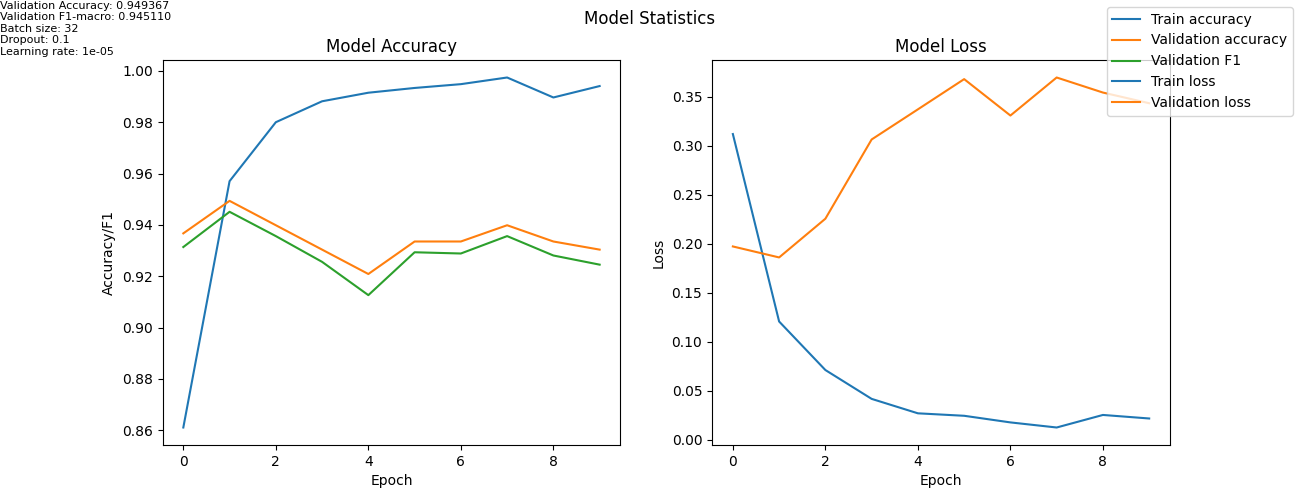 Validation Accuracy: 0.949367
Validation F1-macro: 0.945110
Batch size: 32
Dropout: 0.1
Learning rate: 1e-05
Model Statistics
Model Accuracy
1.00
0.98
0.96
0.94
0.92
0.90
0.88
0.86
Accuracy/F1
0
2
4
6
8
Epoch
Model Loss
0.35
0.30
0.25
0.20
0.15
0.10
0.05
0.00
Loss
0
2
4
6
8
Epoch
Train accuracy
Validation accuracy
Validation F1
Train loss
Validation loss